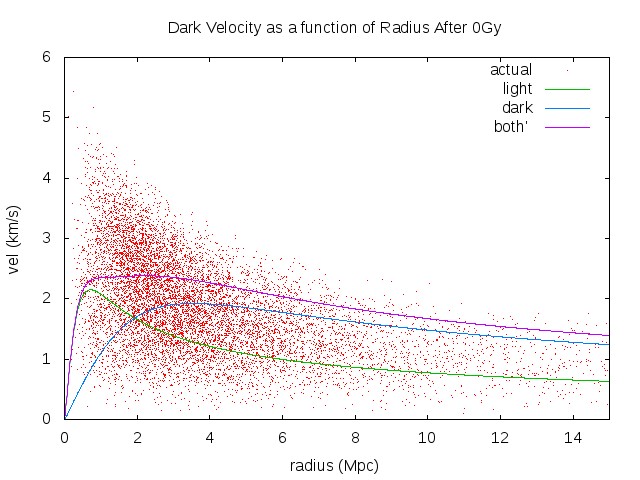 Dark Velocity as a function of Radius After 0Gy
actual
light
dark
both'
vel (km/s)
6
5
4
3
2
1
0
0 2 4 6 8 10 12 14
radius (Mpc)